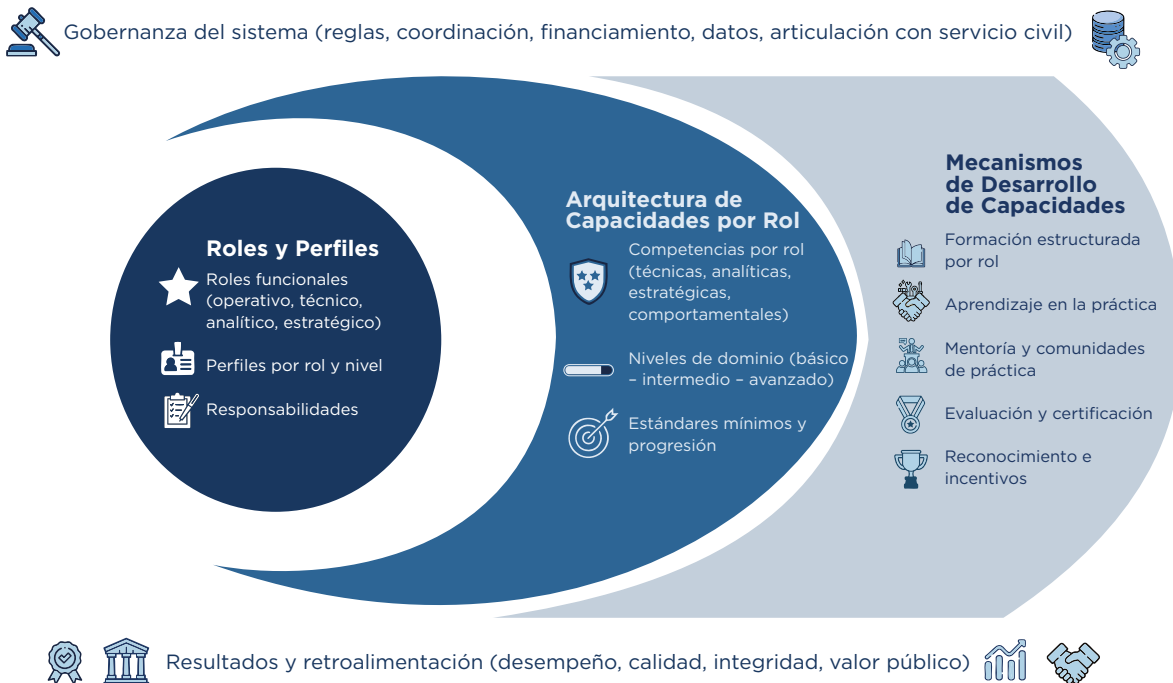 Gobernanza del sistema (reglas, coordinación, financiamiento, datos, articulación con servicio civil)
Roles y Perfiles
Roles funcionales
(operativo, técnico,
analítico, estratégico)
Perfiles por rol y nivel
Responsabilidades
Arquitectura de
Capacidades por Rol
Competencias por rol
(técnicas, analíticas,
estratégicas,
comportamentales)
Niveles de dominio (básico
– intermedio – avanzado)
Estándares mínimos y
progresión
Mecanismos
de Desarrollo
de Capacidades
Formación estructurada
por rol
Aprendizaje en la práctica
Mentoría y comunidades
de práctica
Evaluación y certificación
Reconocimiento e
incentivos
Resultados y retroalimentación (desempeño, calidad, integridad, valor público)